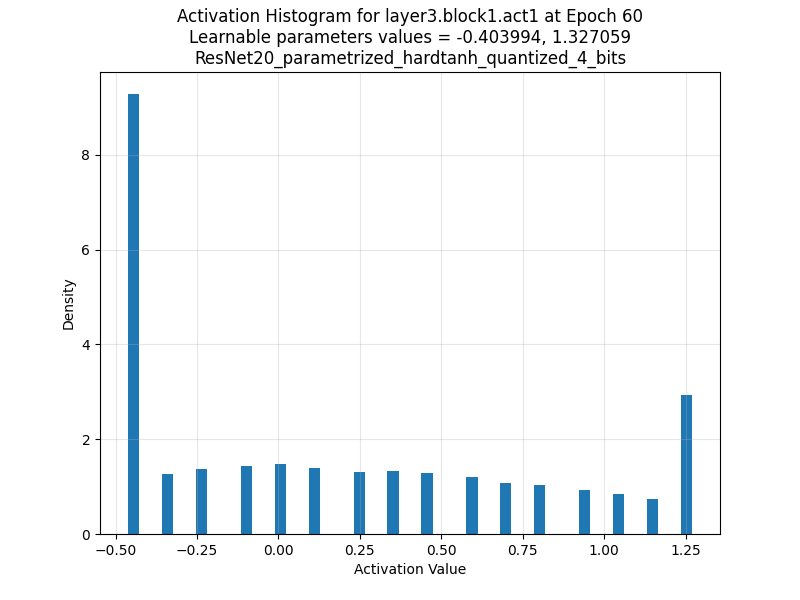 Activation Histogram for layer3.block1.act1 at Epoch 60
Learnable parameters values = -0.403994, 1.327059
ResNet20_parametrized_hardtanh_quantized_4_bits
Density
8
6
4
2
0
−0.50 −0.25 0.00 0.25 0.50 0.75 1.00 1.25
Activation Value